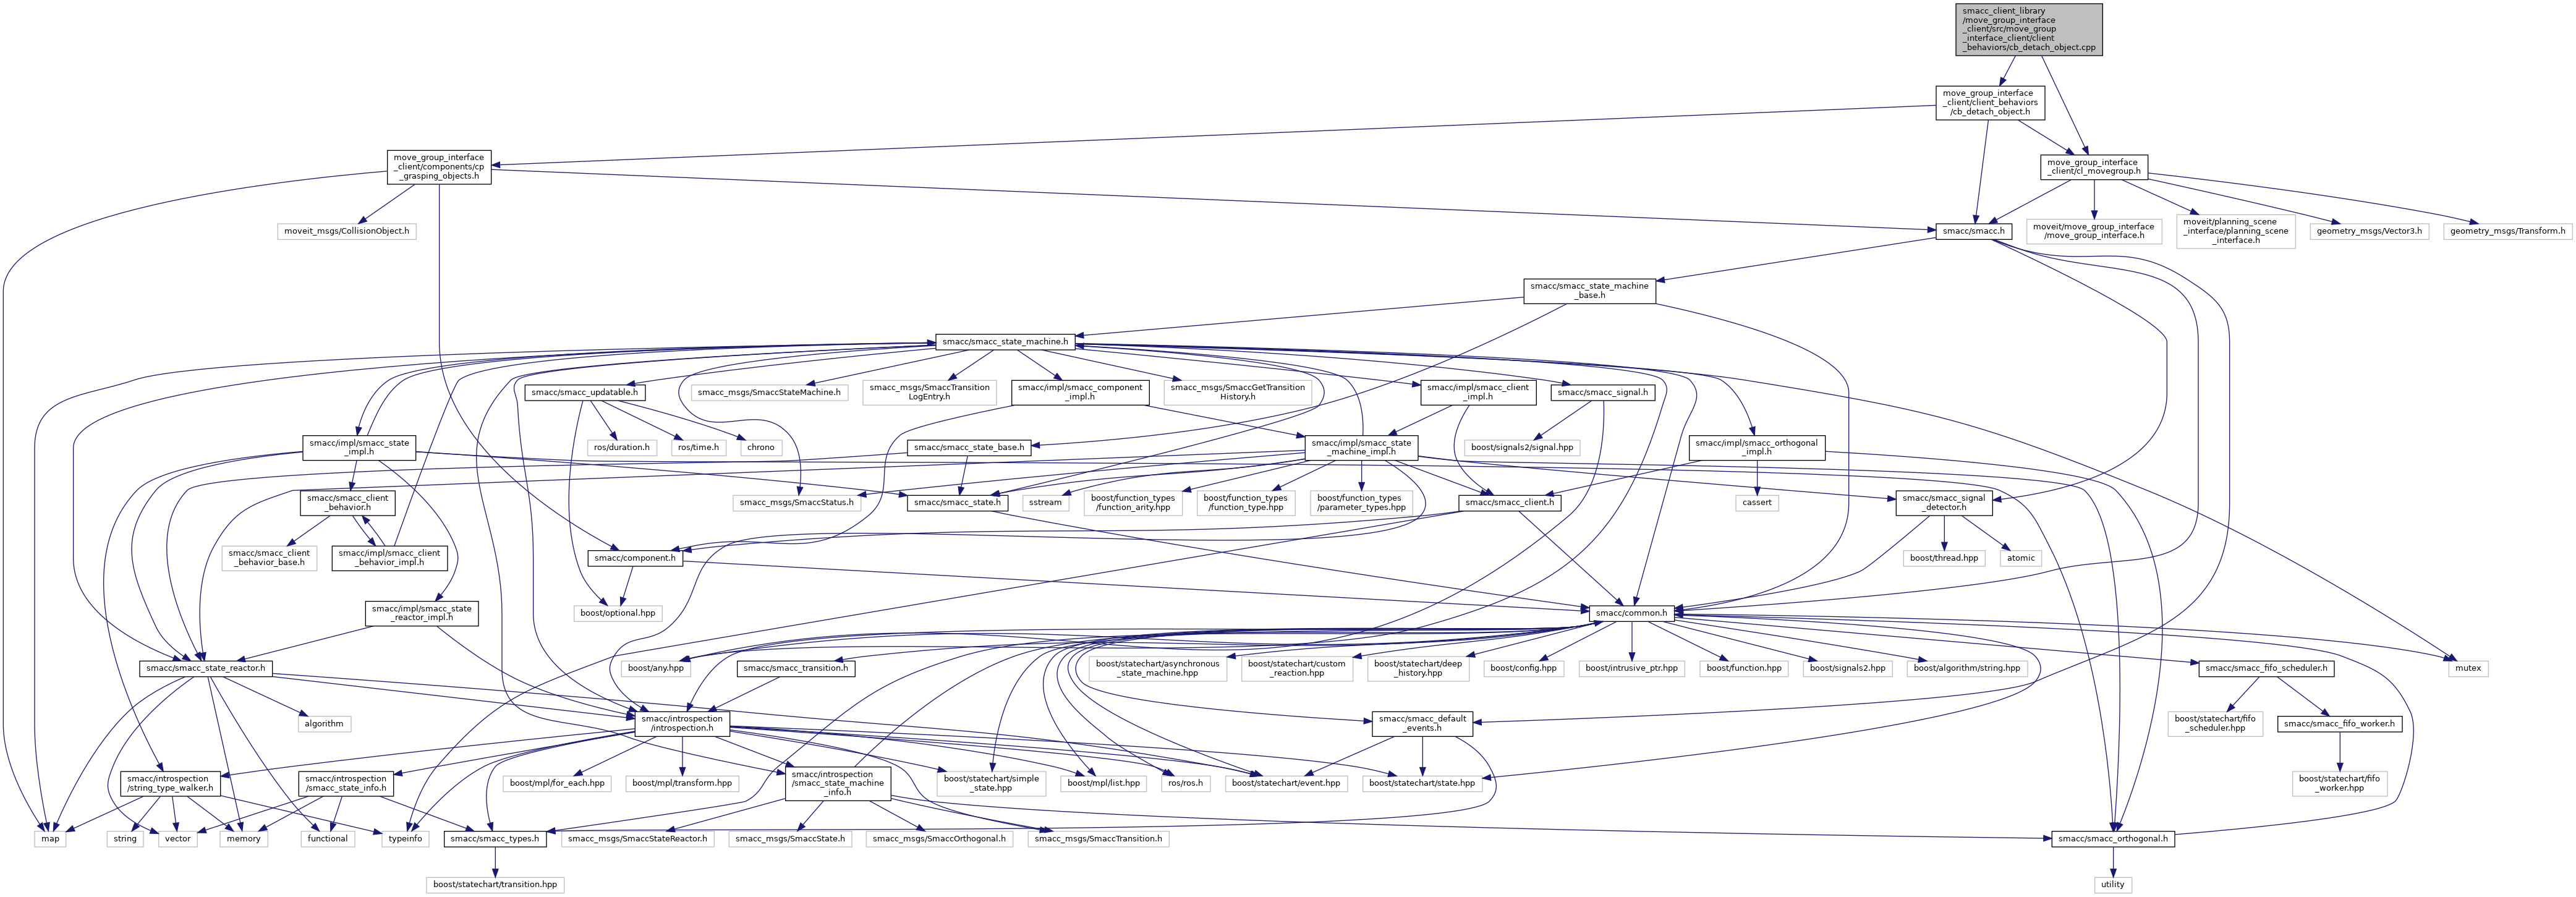 smacc_client_library
/move_group_interface
_client/src/move_group
_interface_client/client
_behaviors/cb_detach_object.cpp
move_group_interface
_client/client_behaviors
/cb_detach_object.h
move_group_interface
_client/components/cp
_grasping_objects.h
move_group_interface
_client/cl_movegroup.h
moveit_msgs/CollisionObject.h
smacc/smacc.h
moveit/move_group_interface
/move_group_interface.h
moveit/planning_scene
_interface/planning_scene
_interface.h
geometry_msgs/Vector3.h
geometry_msgs/Transform.h
smacc/smacc_state_machine
_base.h
smacc/smacc_state_machine.h
smacc/smacc_updatable.h
smacc_msgs/SmaccStateMachine.h
smacc_msgs/SmaccTransition
LogEntry.h
smacc/impl/smacc_component
_impl.h
smacc_msgs/SmaccGetTransition
History.h
smacc/impl/smacc_client
_impl.h
smacc/smacc_signal.h
smacc/impl/smacc_state
_impl.h
ros/duration.h
ros/time.h
chrono
smacc/smacc_state_base.h
smacc/impl/smacc_state
_machine_impl.h
boost/signals2/signal.hpp
smacc/impl/smacc_orthogonal
_impl.h
smacc/smacc_client
_behavior.h
smacc_msgs/SmaccStatus.h
smacc/smacc_state.h
sstream
boost/function_types
/function_arity.hpp
boost/function_types
/function_type.hpp
boost/function_types
/parameter_types.hpp
smacc/smacc_client.h
cassert
smacc/smacc_signal
_detector.h
smacc/smacc_client
_behavior_base.h
smacc/impl/smacc_client
_behavior_impl.h
smacc/component.h
boost/thread.hpp
atomic
smacc/impl/smacc_state
_reactor_impl.h
boost/optional.hpp
smacc/common.h
smacc/smacc_state_reactor.h
boost/any.hpp
smacc/smacc_transition.h
boost/statechart/asynchronous
_state_machine.hpp
boost/statechart/custom
_reaction.hpp
boost/statechart/deep
_history.hpp
boost/config.hpp
boost/intrusive_ptr.hpp
boost/function.hpp
boost/signals2.hpp
boost/algorithm/string.hpp
smacc/smacc_fifo_scheduler.h
mutex
algorithm
smacc/introspection
/introspection.h
smacc/smacc_default
_events.h
boost/statechart/fifo
_scheduler.hpp
smacc/smacc_fifo_worker.h
smacc/introspection
/string_type_walker.h
smacc/introspection
/smacc_state_info.h
boost/mpl/for_each.hpp
boost/mpl/transform.hpp
smacc/introspection
/smacc_state_machine
_info.h
boost/statechart/simple
_state.hpp
boost/mpl/list.hpp
ros/ros.h
boost/statechart/event.hpp
boost/statechart/state.hpp
boost/statechart/fifo
_worker.hpp
map
string
vector
memory
functional
typeinfo
smacc/smacc_types.h
smacc_msgs/SmaccStateReactor.h
smacc_msgs/SmaccState.h
smacc_msgs/SmaccOrthogonal.h
smacc_msgs/SmaccTransition.h
smacc/smacc_orthogonal.h
boost/statechart/transition.hpp
utility